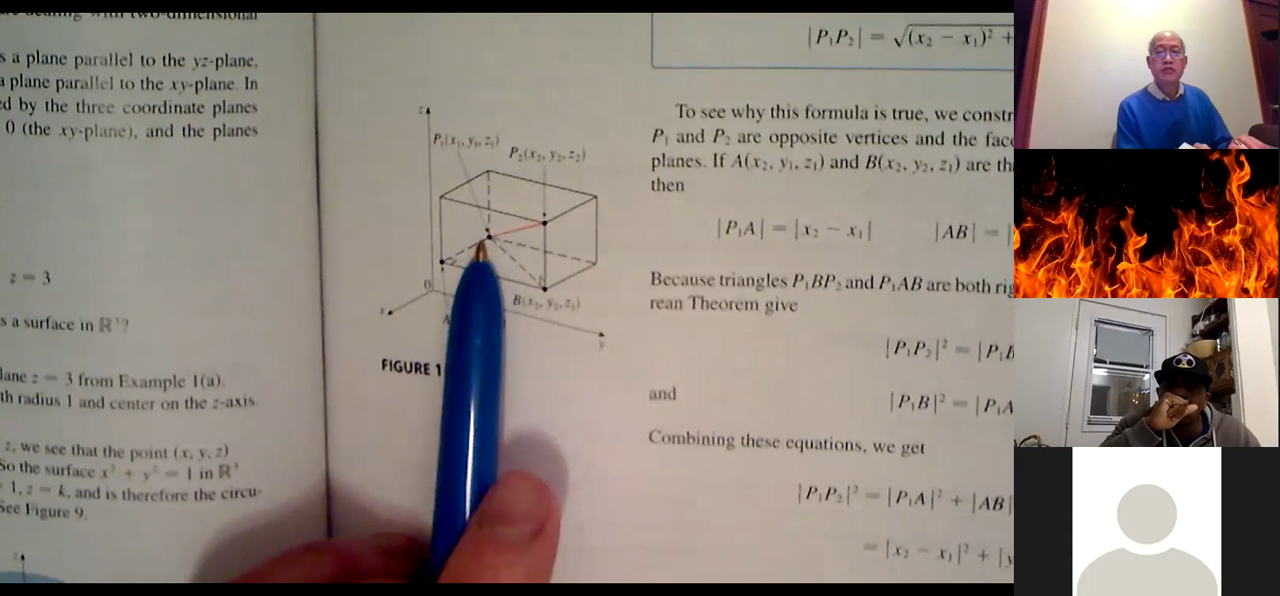 are dealing with two-dimensional
s a plane parallel to the yz-plane,
a plane parallel to the xy-plane. In
ed by the three coordinate planes
0 (the xy-plane), and the planes
z = 3
s a surface in ℝ³?
lane z = 3 from Example 1(a).
th radius 1 and center on the z-axis.
z, we see that the point (x, y, z)
So the surface x² + y² = 1 in ℝ³
= 1, z = k, and is therefore the circu-
See Figure 9.
z
z
P₁(x₁, y₁, z₁)
P₂(x₂, y₂, z₂)
0
x
A
B(x₂, y₂, z₁)
y
FIGURE 1
|P₁P₂| = √(x₂ − x₁)² +
To see why this formula is true, we constr
P₁ and P₂ are opposite vertices and the face
planes. If A(x₂, y₁, z₁) and B(x₂, y₂, z₁) are th
then
|P₁A| = |x₂ − x₁| |AB| = |
Because triangles P₁BP₂ and P₁AB are both rig
rean Theorem give
|P₁P₂|² = |P₁B
and
|P₁B|² = |P₁A
Combining these equations, we get
|P₁P₂|² = |P₁A|² + |AB|
= |x₂ − x₁|² + |y